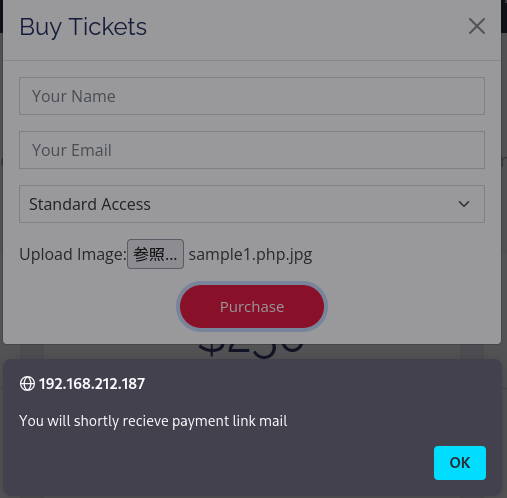 Buy Tickets
Your Name
Your Email
Standard Access
Upload Image: 参照... sample1.php.jpg
Purchase
192.168.212.187
You will shortly recieve payment link mail
OK